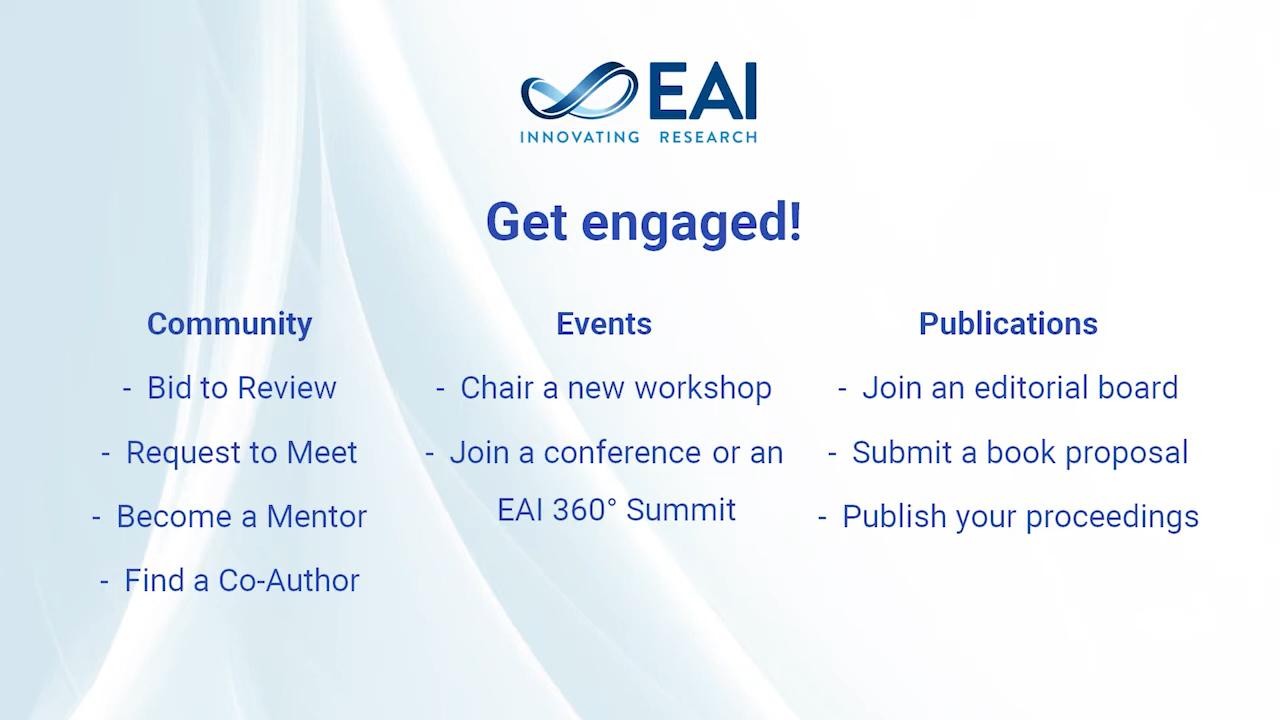 EAI
INNOVATING RESEARCH
Get engaged!
Community
- Bid to Review
- Request to Meet
- Become a Mentor
- Find a Co-Author
Events
- Chair a new workshop
- Join a conference or an
EAI 360° Summit
Publications
- Join an editorial board
- Submit a book proposal
- Publish your proceedings